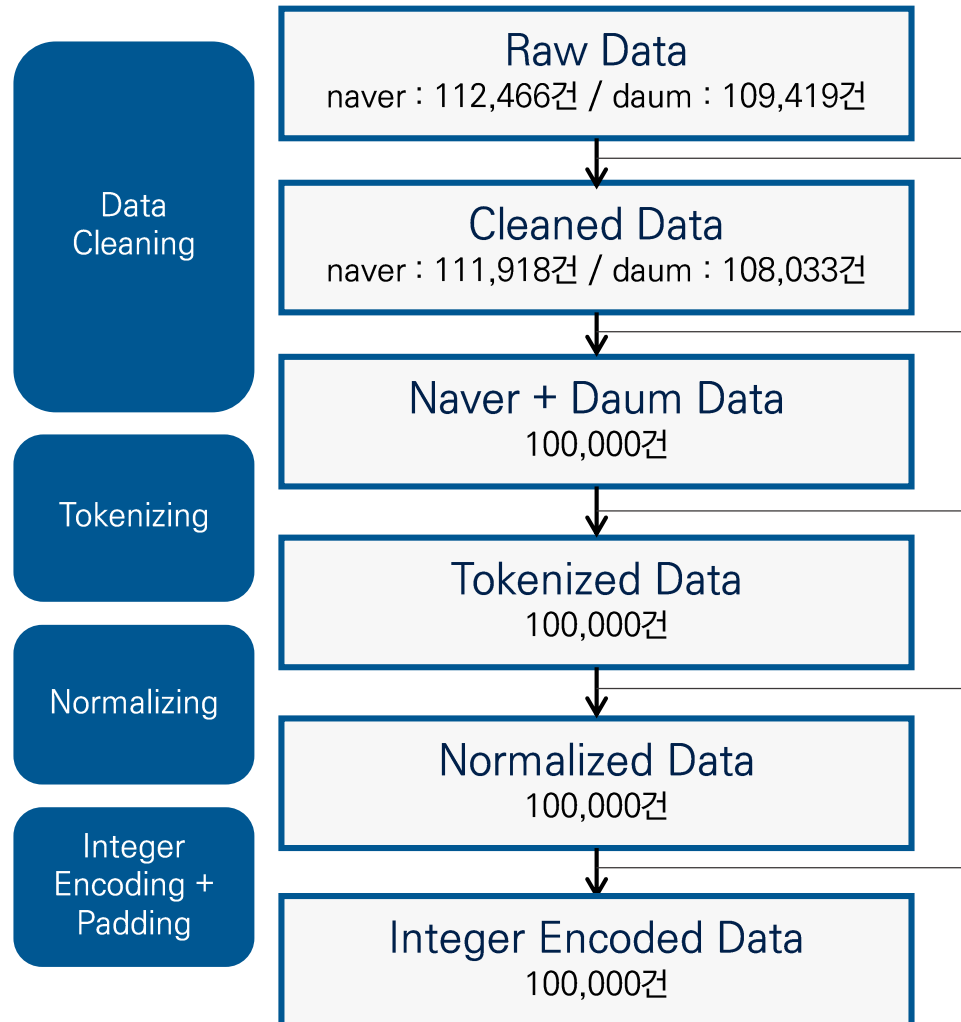 Data
Cleaning
Tokenizing
Normalizing
Integer
Encoding +
Padding
Raw Data
naver : 112,466건 / daum : 109,419건
Cleaned Data
naver : 111,918건 / daum : 108,033건
Naver + Daum Data
100,000건
Tokenized Data
100,000건
Normalized Data
100,000건
Integer Encoded Data
100,000건